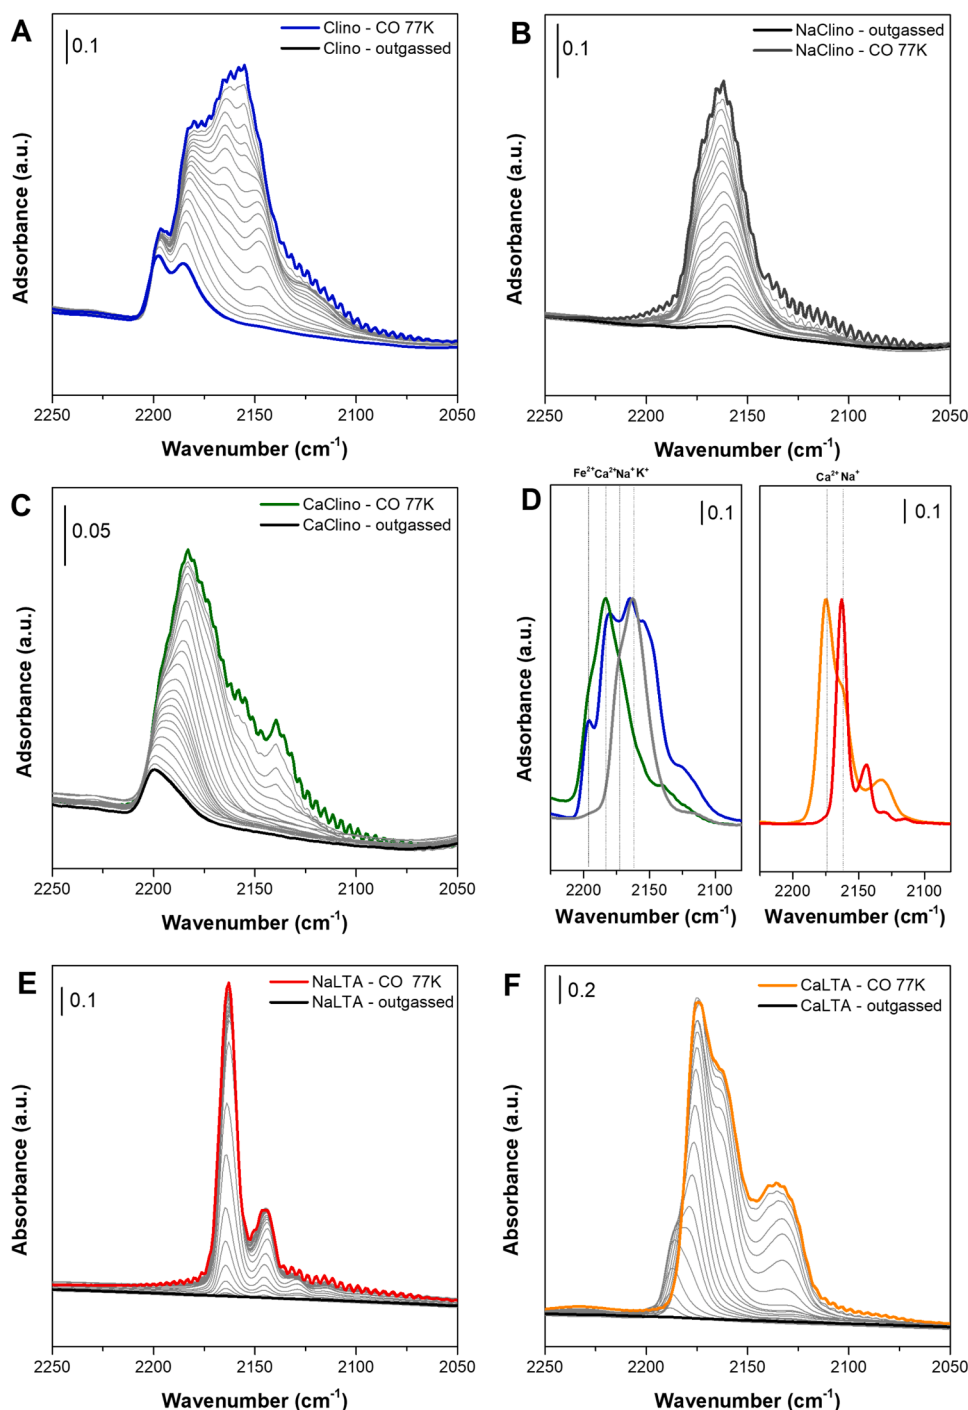 A
0.1
Clino - CO 77K
Clino - outgassed
Adsorbance (a.u.)
2250 2200 2150 2100 2050
Wavenumber (cm⁻¹)
B
0.1
NaClino - outgassed
NaClino - CO 77K
Adsorbance (a.u.)
2250 2200 2150 2100 2050
Wavenumber (cm⁻¹)
C
0.05
CaClino - CO 77K
CaClino - outgassed
Adsorbance (a.u.)
2250 2200 2150 2100 2050
Wavenumber (cm⁻¹)
D
Fe²⁺Ca²⁺Na⁺K⁺
0.1
Adsorbance (a.u.)
2200 2150 2100
Wavenumber (cm⁻¹)
Ca²⁺Na⁺
0.1
2200 2150 2100
Wavenumber (cm⁻¹)
E
0.1
NaLTA - CO 77K
NaLTA - outgassed
Absorbance (a.u.)
2250 2200 2150 2100 2050
Wavenumber (cm⁻¹)
F
0.2
CaLTA - CO 77K
CaLTA - outgassed
Absorbance (a.u.)
2250 2200 2150 2100 2050
Wavenumber (cm⁻¹)